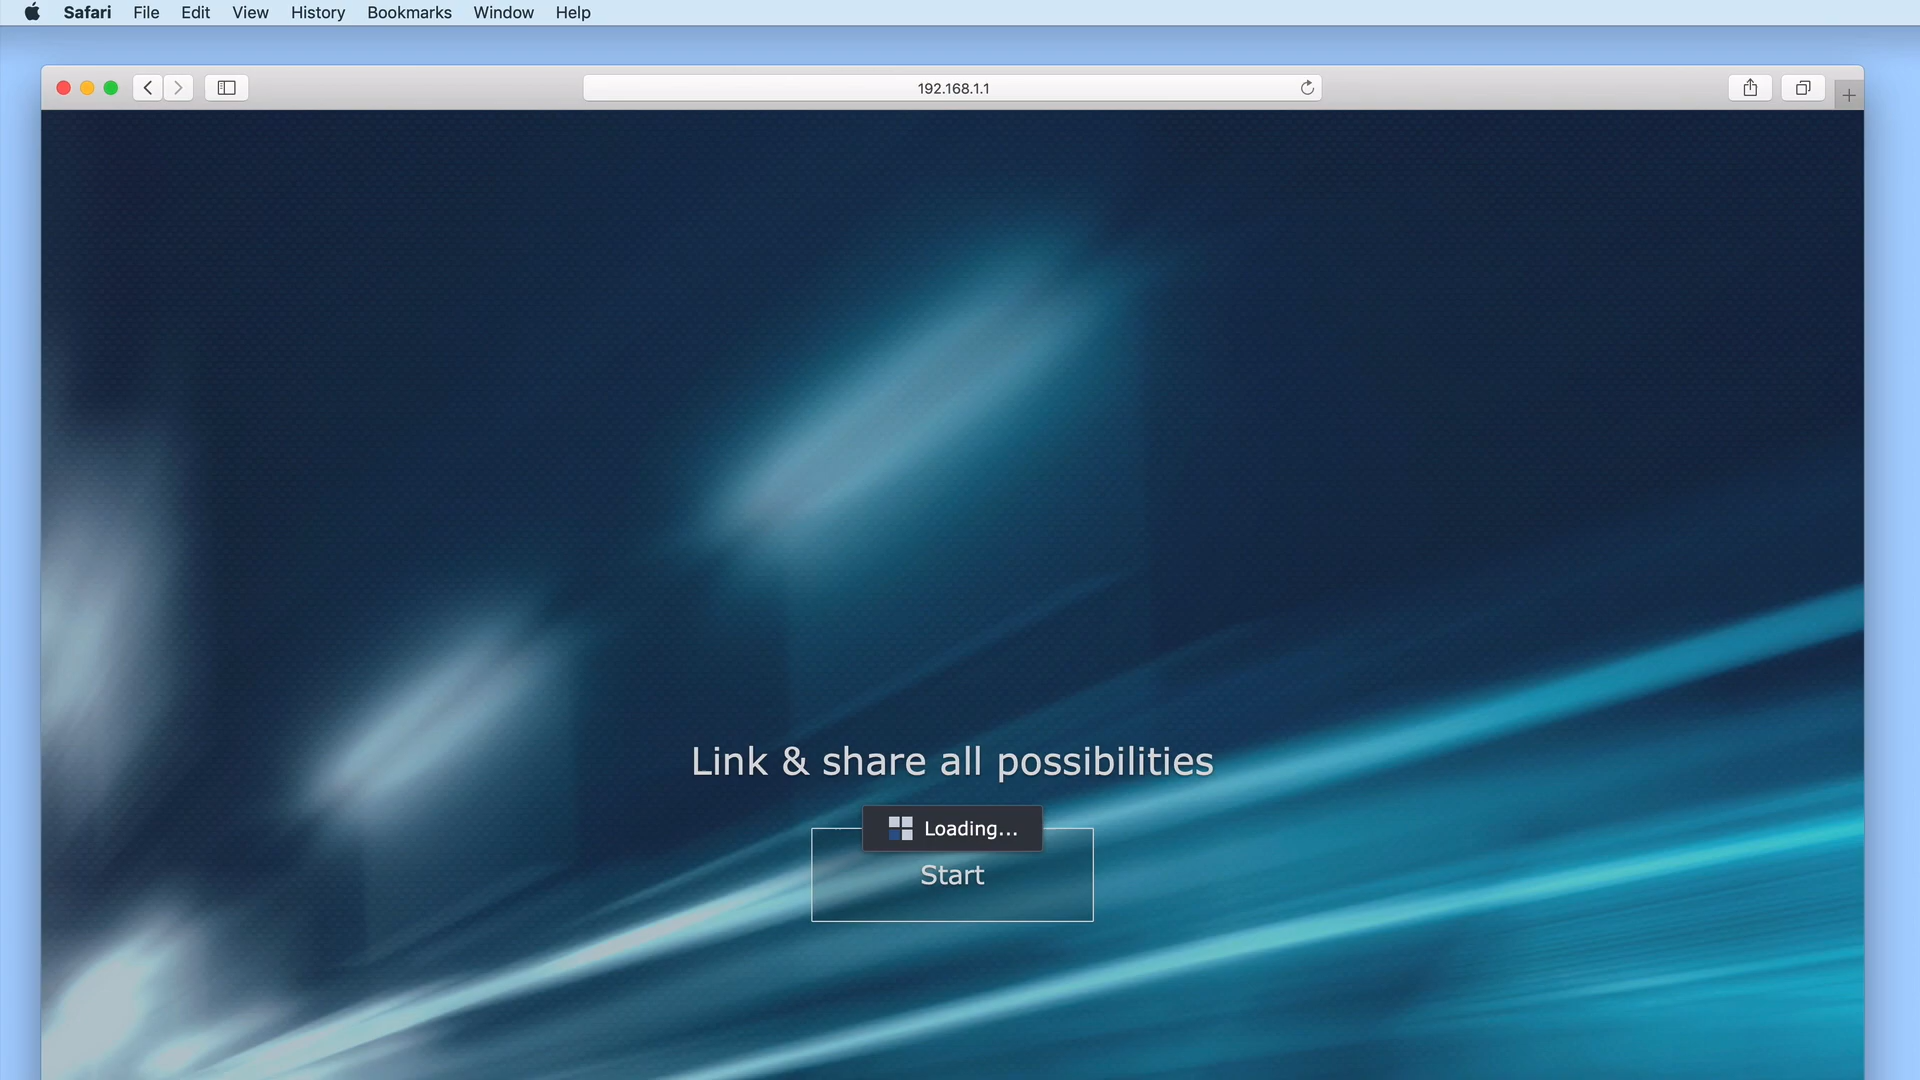 Safari File Edit View History Bookmarks Window Help
192.168.1.1
Link & share all possibilities
Loading...
Start